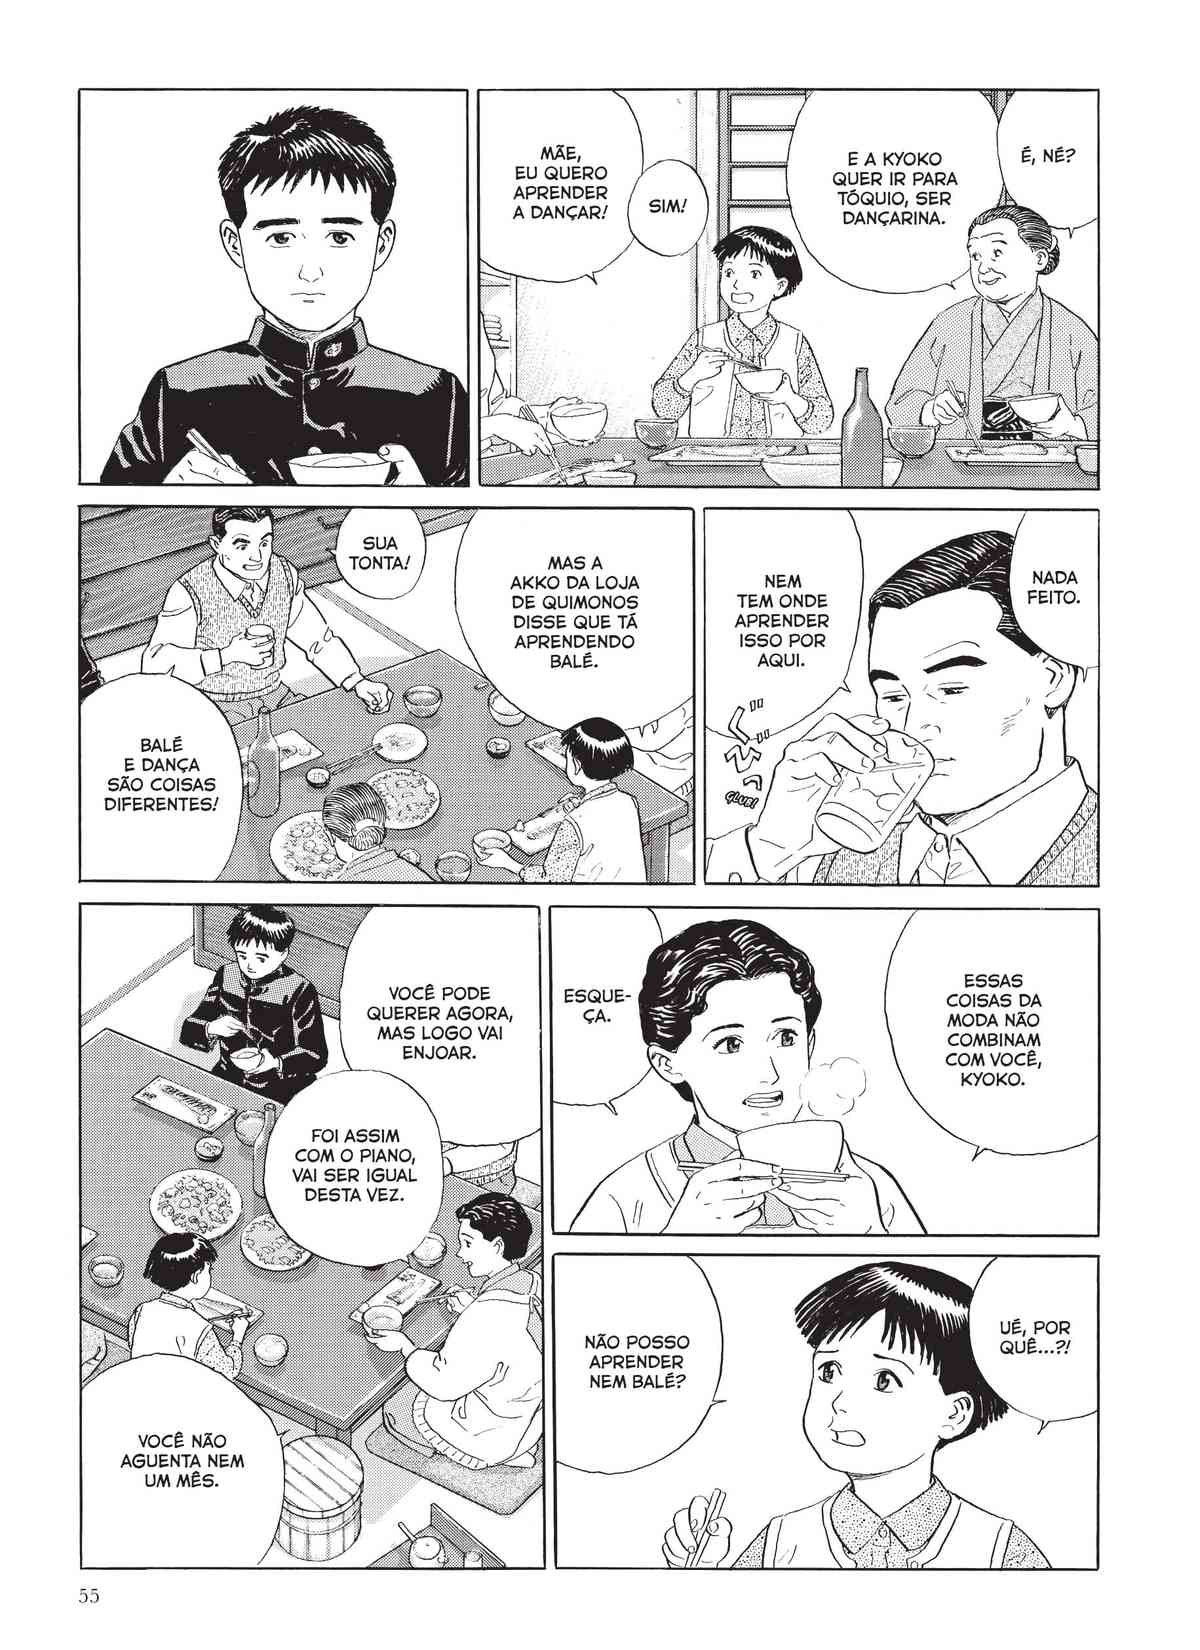 É, NÉ?
E A KYOKO
QUER IR PARA
TÓQUIO, SER
DANÇARINA.
SIM!
MÃE,
EU QUERO
APRENDER
A DANÇAR!
NADA
FEITO.
NEM
TEM ONDE
APRENDER
ISSO POR
AQUI.
ぐびっ
GLUB!
MAS A
AKKO DA LOJA
DE QUIMONOS
DISSE QUE TÁ
APRENDENDO
BALÉ.
SUA
TONTA!
BALÉ
E DANÇA
SÃO COISAS
DIFERENTES!
ESSAS
COISAS DA
MODA NÃO
COMBINAM
COM VOCÊ,
KYOKO.
ESQUE-
ÇA.
UÉ, POR
QUÊ...?!
NÃO POSSO
APRENDER
NEM BALÉ?
VOCÊ PODE
QUERER AGORA,
MAS LOGO VAI
ENJOAR.
FOI ASSIM
COM O PIANO,
VAI SER IGUAL
DESTA VEZ.
VOCÊ NÃO
AGUENTA NEM
UM MÊS.
55